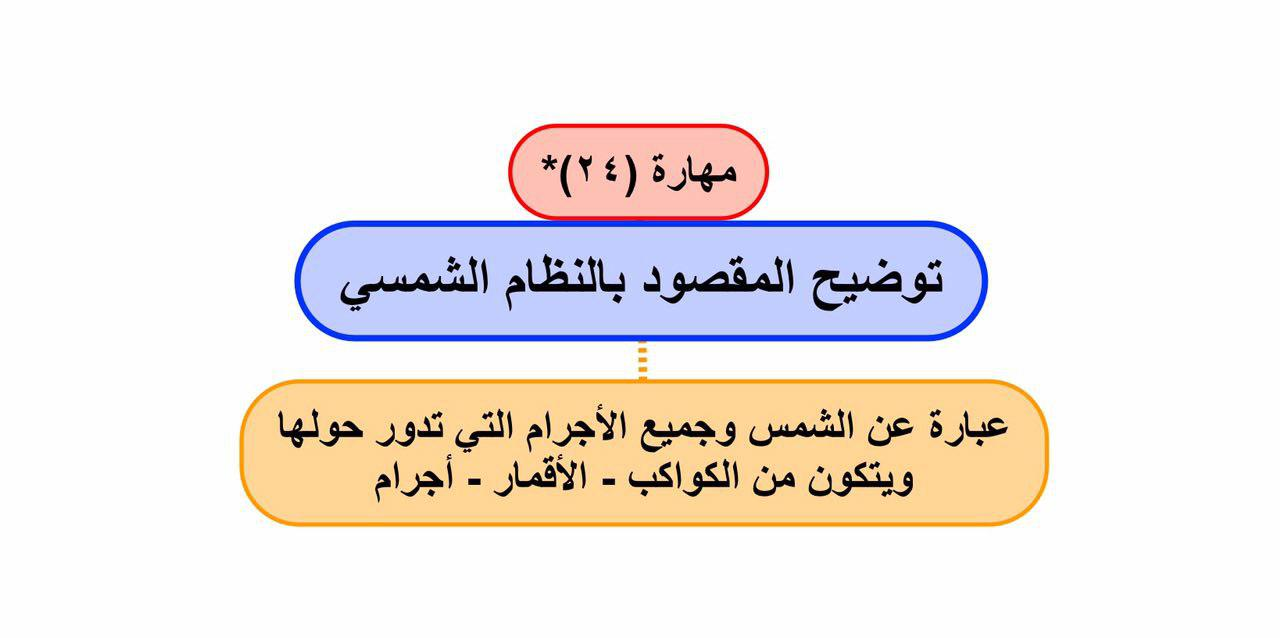 مهارة (٢٤)*
توضيح المقصود بالنظام الشمسي
عبارة عن الشمس وجميع الأجرام التي تدور حولها
ويتكون من الكواكب - الأقمار - أجرام